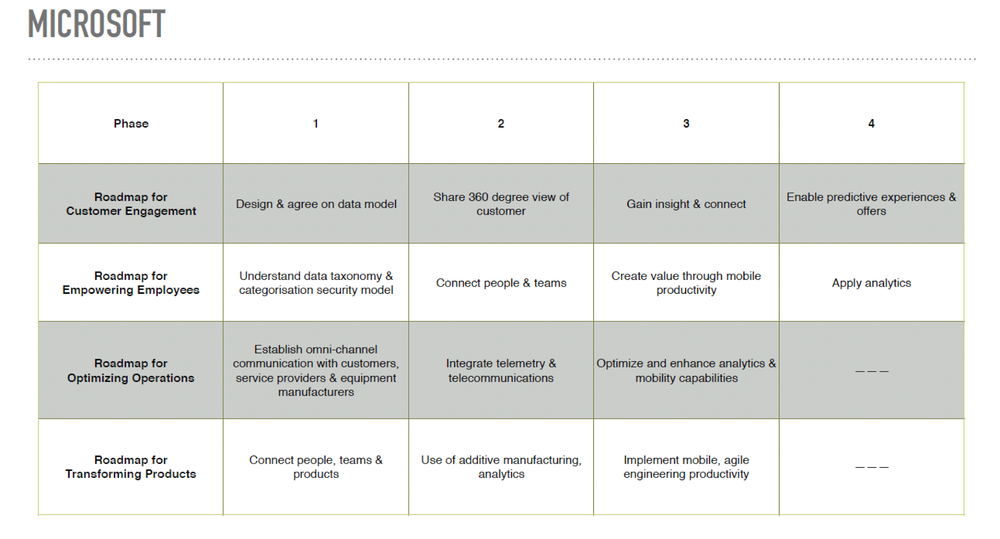 MICROSOFT
Phase
1
2
3
4
Roadmap for
Customer Engagement
Design & agree on data model
Share 360 degree view of
customer
Gain insight & connect
Enable predictive experiences &
offers
Roadmap for
Empowering Employees
Understand data taxonomy &
categorisation security model
Connect people & teams
Create value through mobile
productivity
Apply analytics
Roadmap for
Optimizing Operations
Establish omni-channel
communication with customers,
service providers & equipment
manufacturers
Integrate telemetry &
telecommunications
Optimize and enhance analytics &
mobility capabilities
— — —
Roadmap for
Transforming Products
Connect people, teams &
products
Use of additive manufacturing,
analytics
Implement mobile, agile
engineering productivity
— — —